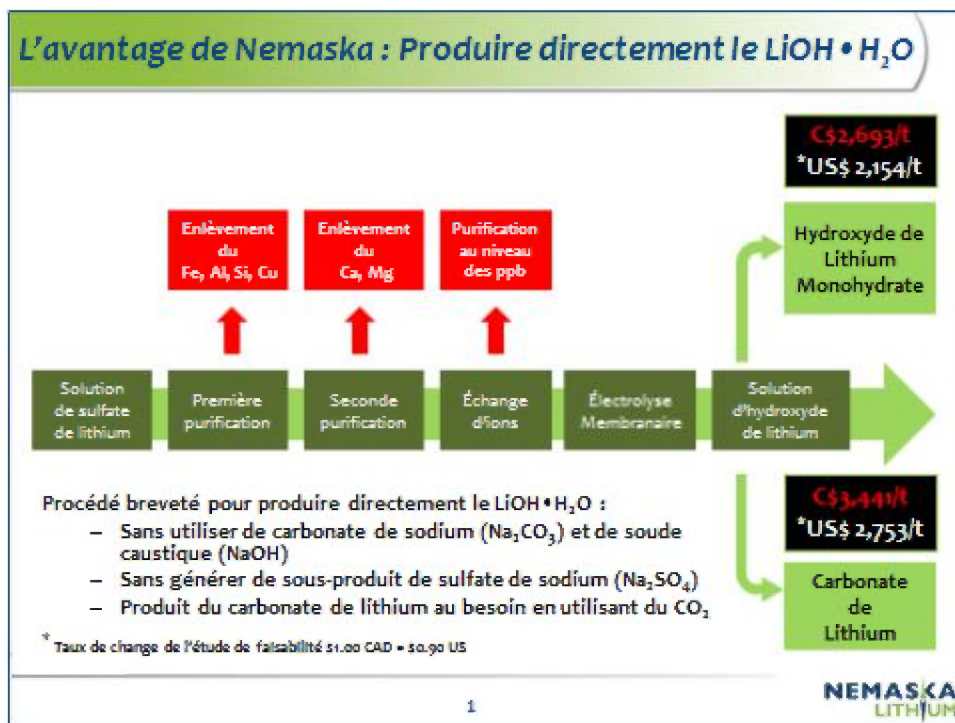 L'avantage de Nemaska : Produire directement le LiOH • H₂O
C$2,693/t
*US$ 2,154/t
Enlèvement
du
Fe, Al, Si, Cu
Enlèvement
du
Ca, Mg
Purification
au niveau
des ppb
Hydroxyde de
Lithium
Monohydrate
Solution
de sulfate
de lithium
Première
purification
Seconde
purification
Échange
d'ions
Électrolyse
Membranaire
Solution
d'hydroxyde
de lithium
Procédé breveté pour produire directement le LiOH•H₂O :
– Sans utiliser de carbonate de sodium (Na₂CO₃) et de soude
caustique (NaOH)
– Sans générer de sous-produit de sulfate de sodium (Na₂SO₄)
– Produit du carbonate de lithium au besoin en utilisant du CO₂
C$3,441/t
*US$ 2,753/t
Carbonate
de
Lithium
* Taux de change de l'étude de faisabilité $1.00 CAD = $0.90 US
1
NEMASKA
LITHIUM